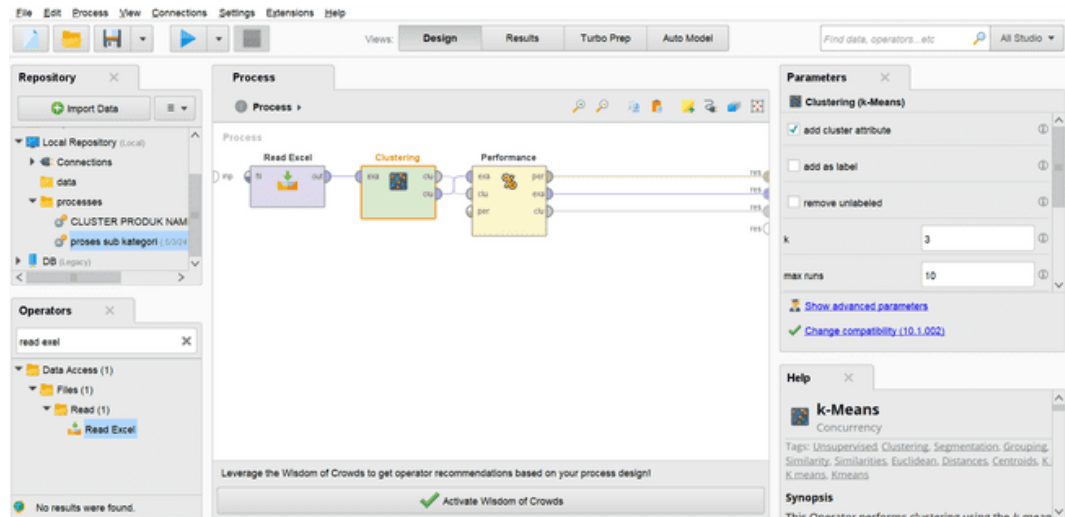 File Edit Process View Connections Settings Extensions Help
Views: Design Results Turbo Prep Auto Model
Find data, operators...etc
All Studio
Repository
Import Data
Local Repository (Local)
Connections
data
processes
CLUSTER PRODUK NAM
proses sub kategori
DB (Legacy)
Operators
read exel
Data Access (1)
Files (1)
Read (1)
Read Excel
No results were found.
Process
Process
Process
Read Excel
Clustering
Performance
inp
fil
out
exa
clu
clu
exa
clu
per
per
exa
clu
res
res
res
res
Leverage the Wisdom of Crowds to get operator recommendations based on your process design!
Activate Wisdom of Crowds
Parameters
Clustering (k-Means)
add cluster attribute
add as label
remove unlabeled
k 3
max runs 10
Show advanced parameters
Change compatibility (10.1.002)
Help
k-Means
Concurrency
Tags: Unsupervised, Clustering, Segmentation, Grouping,
Similarity, Similarities, Euclidean, Distances, Centroids, K
K means, Kmeans
Synopsis
This Operator performs clustering using the k-mean